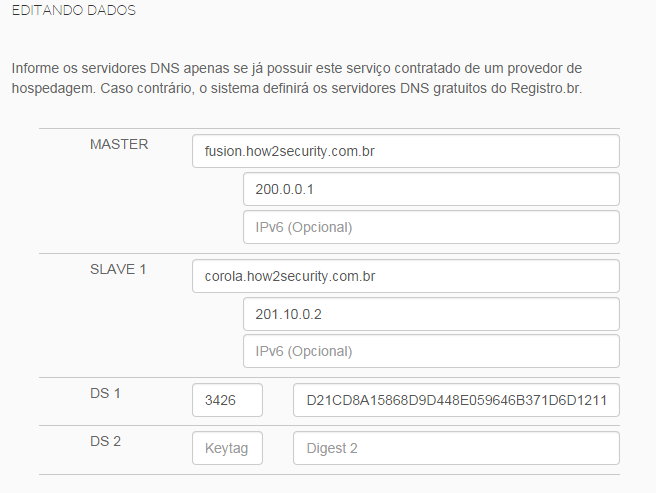 EDITANDO DADOS
Informe os servidores DNS apenas se já possuir este serviço contratado de um provedor de
hospedagem. Caso contrário, o sistema definirá os servidores DNS gratuitos do Registro.br.
MASTER
fusion.how2security.com.br
200.0.0.1
IPv6 (Opcional)
SLAVE 1
corola.how2security.com.br
201.10.0.2
IPv6 (Opcional)
DS 1
3426
D21CD8A15868D9D448E059646B371D6D1211
DS 2
Keytag
Digest 2